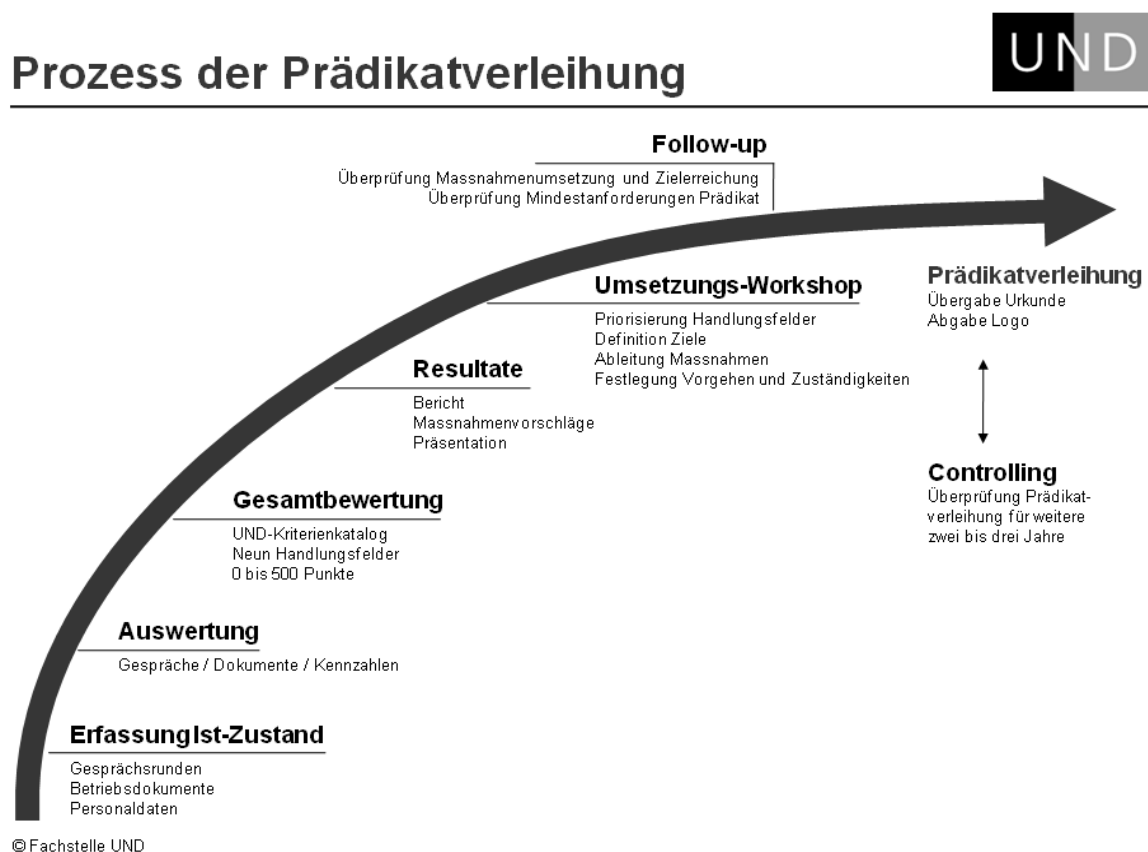 UND
Prozess der Prädikatverleihung
Follow-up
Überprüfung Massnahmenumsetzung und Zielerreichung
Überprüfung Mindestanforderungen Prädikat
Prädikatverleihung
Übergabe Urkunde
Abgabe Logo
Umsetzungs-Workshop
Priorisierung Handlungsfelder
Definition Ziele
Ableitung Massnahmen
Festlegung Vorgehen und Zuständigkeiten
Resultate
Bericht
Massnahmenvorschläge
Präsentation
Controlling
Überprüfung Prädikat-
verleihung für weitere
zwei bis drei Jahre
Gesamtbewertung
UND-Kriterienkatalog
Neun Handlungsfelder
0 bis 500 Punkte
Auswertung
Gespräche / Dokumente / Kennzahlen
Erfassung Ist-Zustand
Gesprächsrunden
Betriebsdokumente
Personaldaten
© Fachstelle UND